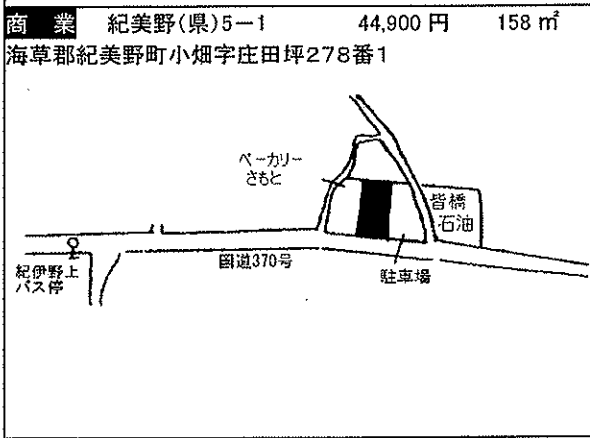 商業 紀美野(県)5－1 44,900 円 158 ㎡
海草郡紀美野町小畑字庄田坪278番1
ベーカリー
さもと
皆橋
石油
紀伊野上
バス停
国道370号
駐車場